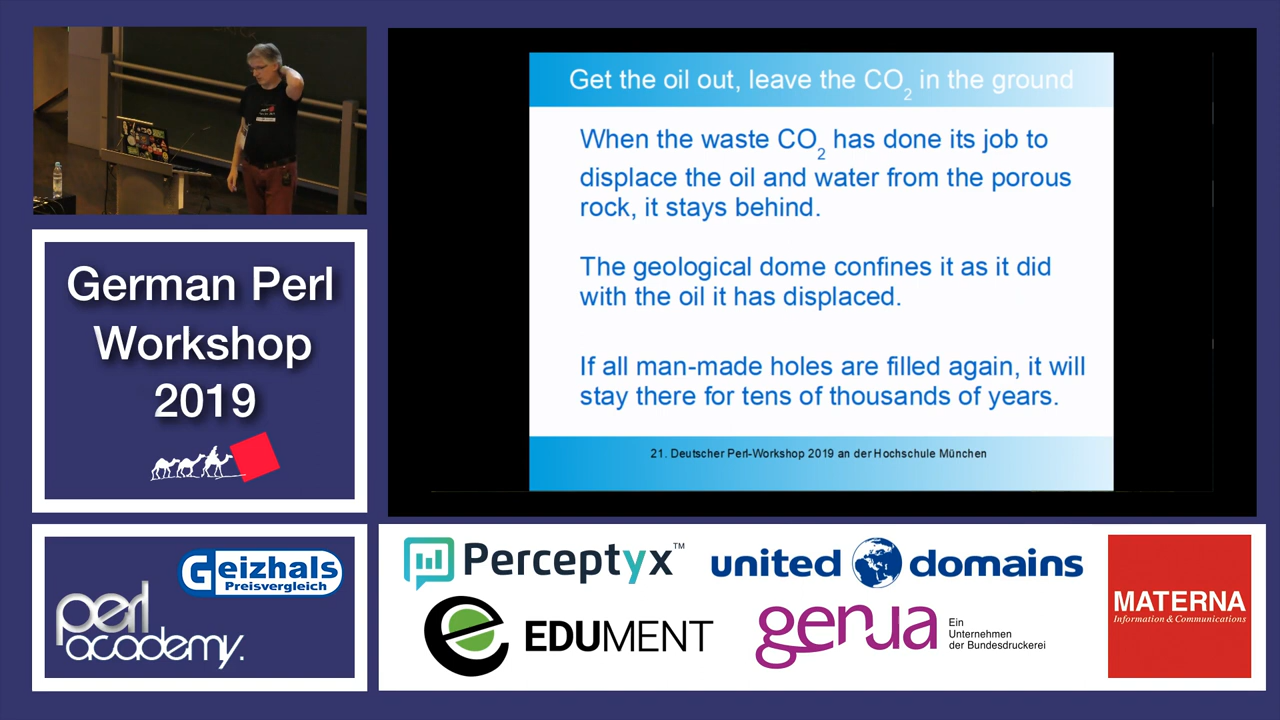 Get the oil out, leave the CO2 in the ground
When the waste CO2 has done its job to
displace the oil and water from the porous
rock, it stays behind.
The geological dome confines it as it did
with the oil it has displaced.
If all man-made holes are filled again, it will
stay there for tens of thousands of years.
21. Deutscher Perl-Workshop 2019 an der Hochschule München
German Perl
Workshop
2019
Geizhals
Preisvergleich
perl
academy.
Perceptyx™
united domains
EDUMENT
genua
Ein
Unternehmen
der Bundesdruckerei
MATERNA
Information & Communications